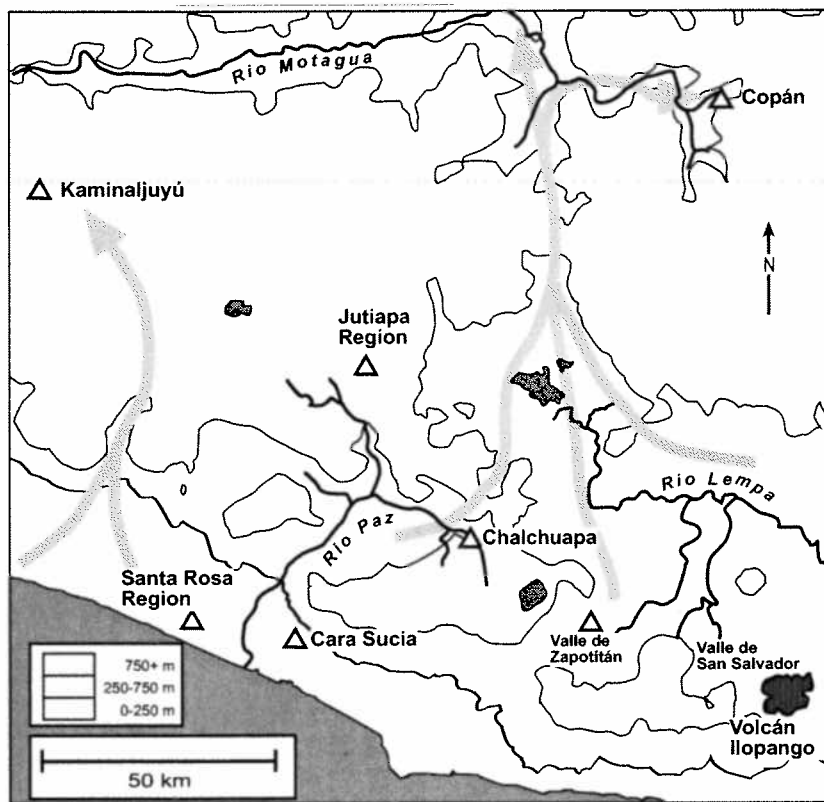 Rio Motagua
Copán
Kaminaljuyú
N
Jutiapa
Region
Rio Lempa
Rio Paz
Chalchuapa
Santa Rosa
Region
Cara Sucia
Valle de
Zapotitán
Valle de
San Salvador
Volcán
Ilopango
750+ m
250-750 m
0-250 m
50 km